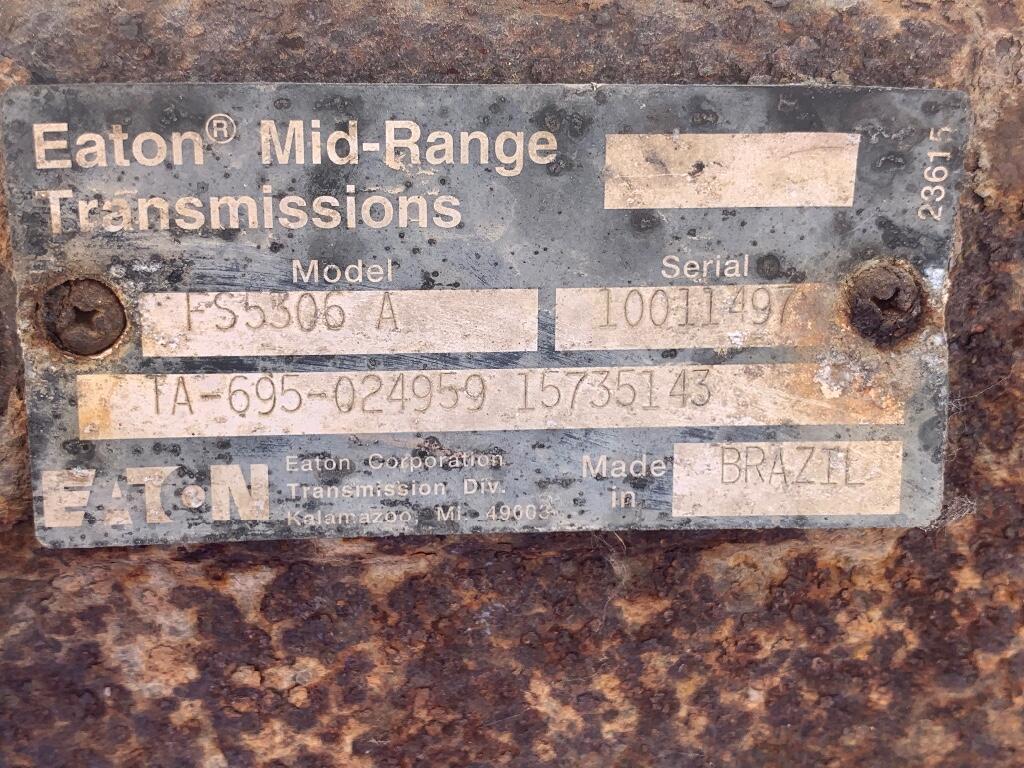 Eaton® Mid-Range
Transmissions
23615
Model Serial
FS5306 A 10011497
TA-695-024959 15735143
EATON
Eaton Corporation
Transmission Div.
Kalamazoo, MI. 49003
Made
in
BRAZIL